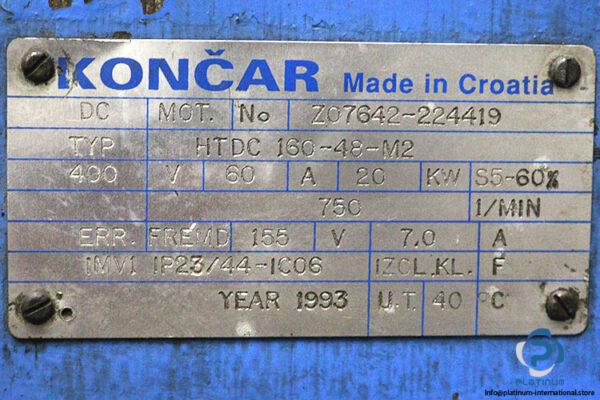 KONČAR Made in Croatia
DC MOT. No Z07642-224419
TYP HTDC 160-48-M2
400 V 60 A 20 KW S5-60%
750 1/MIN
ERR. FREMD 155 V 7,0 A
IMV1 IP23/44-IC06 IZOL.KL. F
YEAR 1993 U.T. 40 °C
PLATINUM
info@platinum-international.store